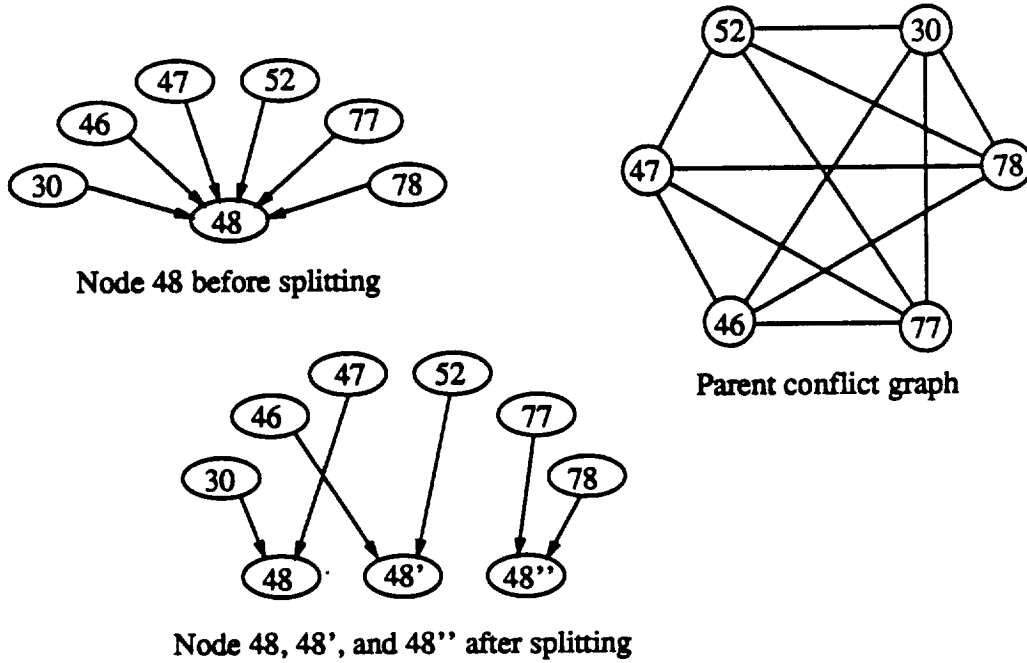 47 52
46 77
30 78
48
Node 48 before splitting
52 30
47 78
46 77
Parent conflict graph
47 52
46 77
30 78
48 48' 48''
Node 48, 48', and 48'' after splitting